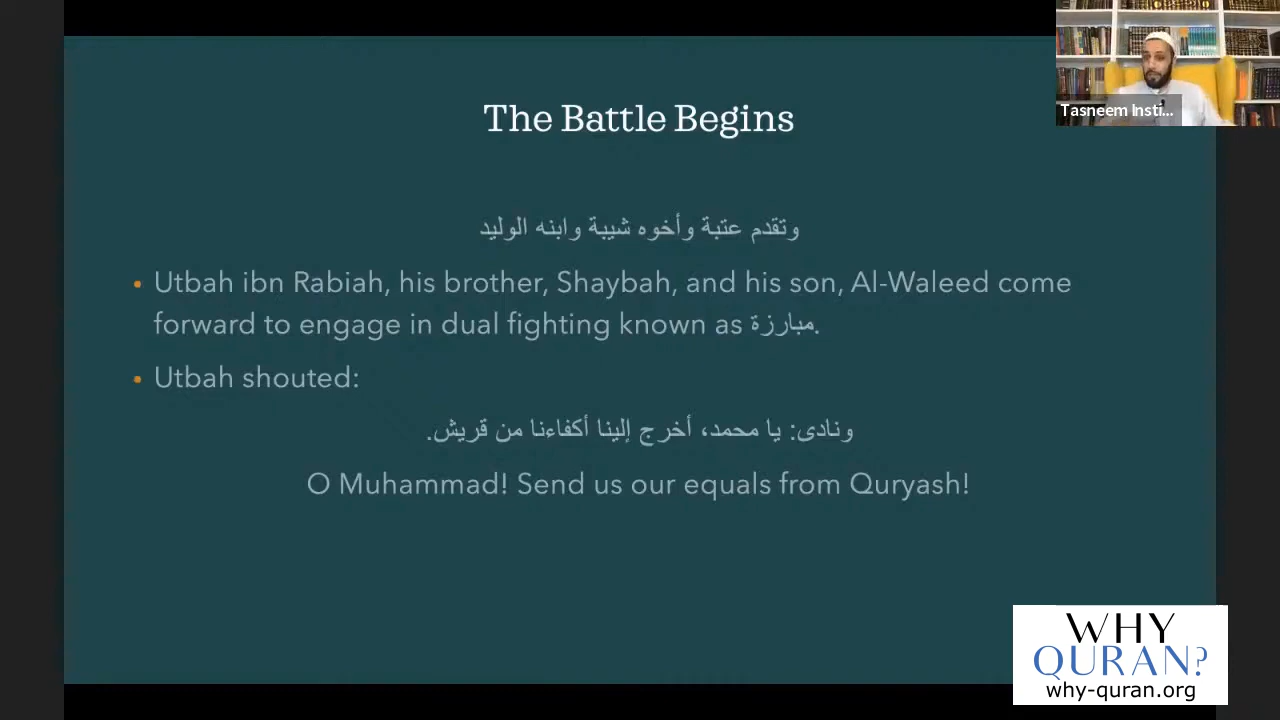 Tasneem Insti...
The Battle Begins
وتقدم عتبة وأخوه شيبة وابنه الوليد
• Utbah ibn Rabiah, his brother, Shaybah, and his son, Al-Waleed come
forward to engage in dual fighting known as مبارزة.
• Utbah shouted:
ونادى: يا محمد، أخرج إلينا أكفاءنا من قريش.
O Muhammad! Send us our equals from Quryash!
WHY
QURAN?
why-quran.org